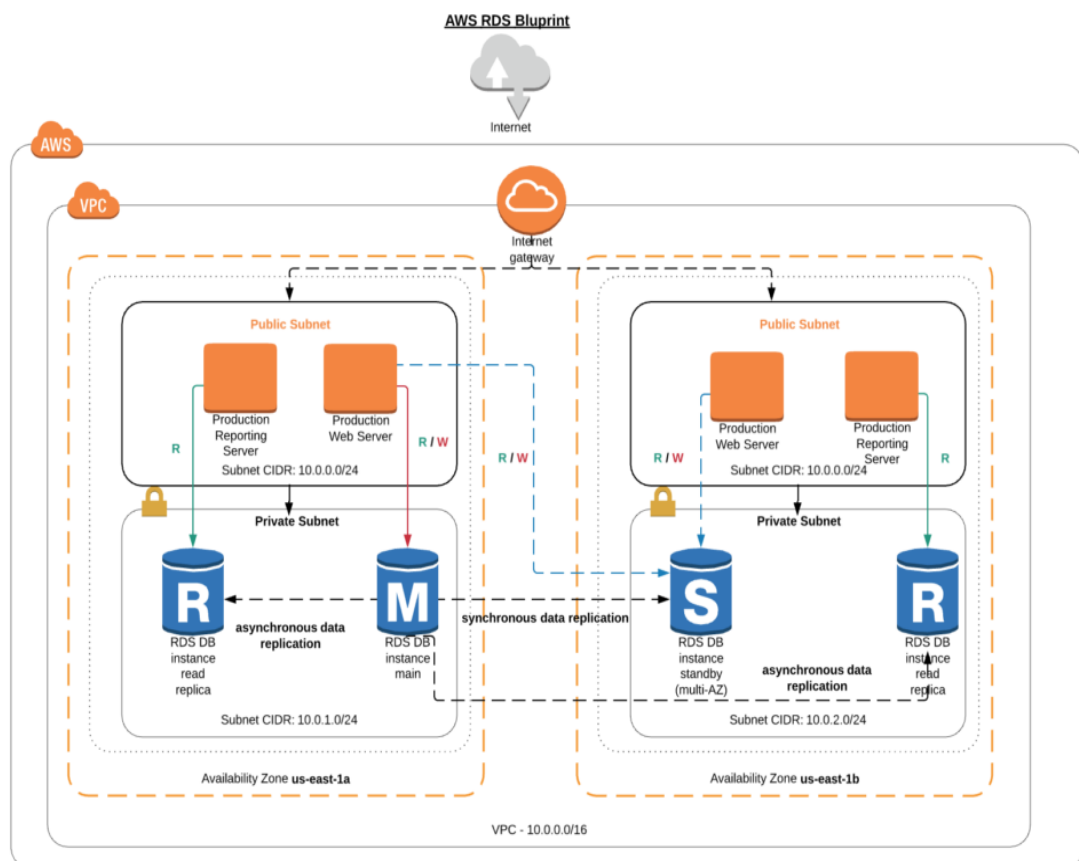 AWS RDS Bluprint
Internet
AWS
VPC
Internet
gateway
Public Subnet
Production
Reporting
Server
Production
Web Server
R
R / W
Subnet CIDR: 10.0.0.0/24
Private Subnet
R
RDS DB
instance
read
replica
M
RDS DB
instance
main
asynchronous data
replication
Subnet CIDR: 10.0.1.0/24
Availability Zone us-east-1a
R / W
synchronous data replication
Public Subnet
Production
Web Server
Production
Reporting
Server
R / W
R
Subnet CIDR: 10.0.0.0/24
Private Subnet
S
RDS DB
instance
standby
(multi-AZ)
R
RDS DB
instance
read
replica
asynchronous data
replication
Subnet CIDR: 10.0.2.0/24
Availability Zone us-east-1b
VPC - 10.0.0.0/16